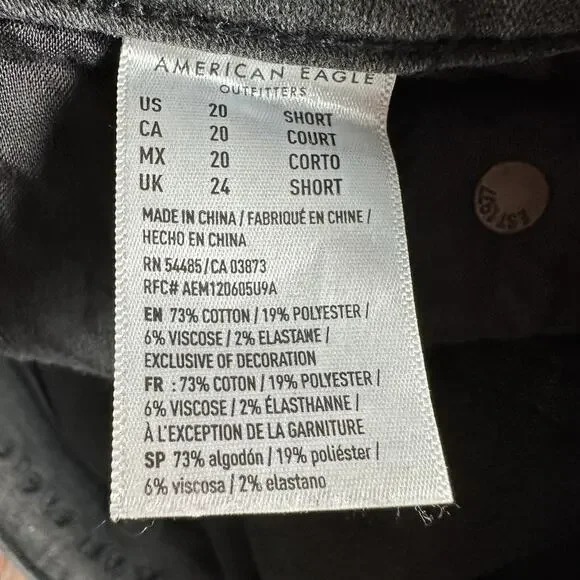 AMERICAN EAGLE
OUTFITTERS
US 20 SHORT
CA 20 COURT
MX 20 CORTO
UK 24 SHORT
MADE IN CHINA / FABRIQUÉ EN CHINE /
HECHO EN CHINA
RN 54485/CA 03873
RFC# AEM120605U9A
EN 73% COTTON / 19% POLYESTER /
6% VISCOSE / 2% ELASTANE /
EXCLUSIVE OF DECORATION
FR : 73% COTON / 19% POLYESTER /
6% VISCOSE / 2% ÉLASTHANNE /
À L'EXCEPTION DE LA GARNITURE
SP 73% algodón / 19% poliéster /
6% viscosa / 2% elastano